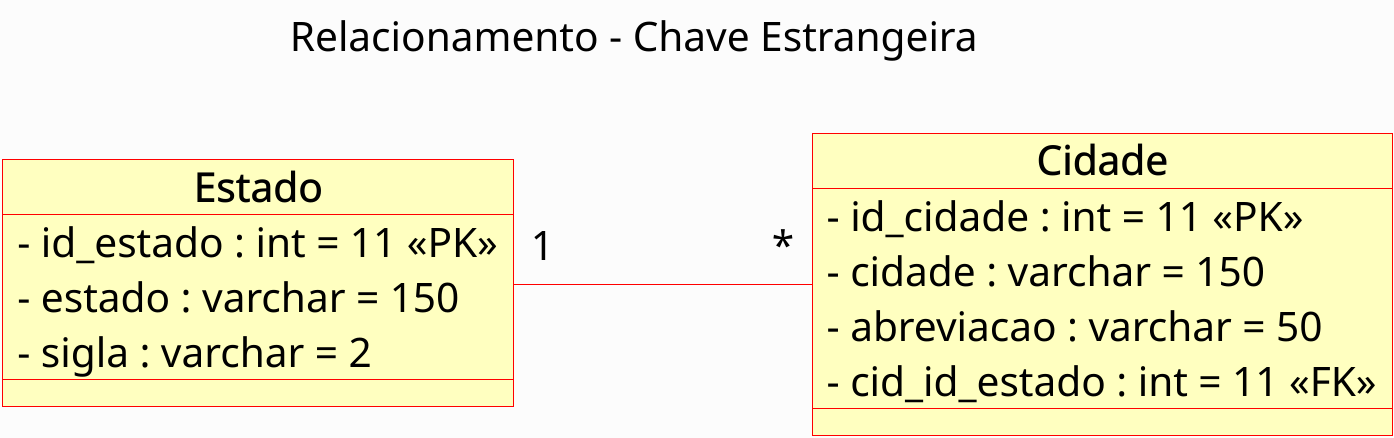 Relacionamento - Chave Estrangeira
Estado
- id_estado : int = 11 «PK»
- estado : varchar = 150
- sigla : varchar = 2
1
*
Cidade
- id_cidade : int = 11 «PK»
- cidade : varchar = 150
- abreviacao : varchar = 50
- cid_id_estado : int = 11 «FK»